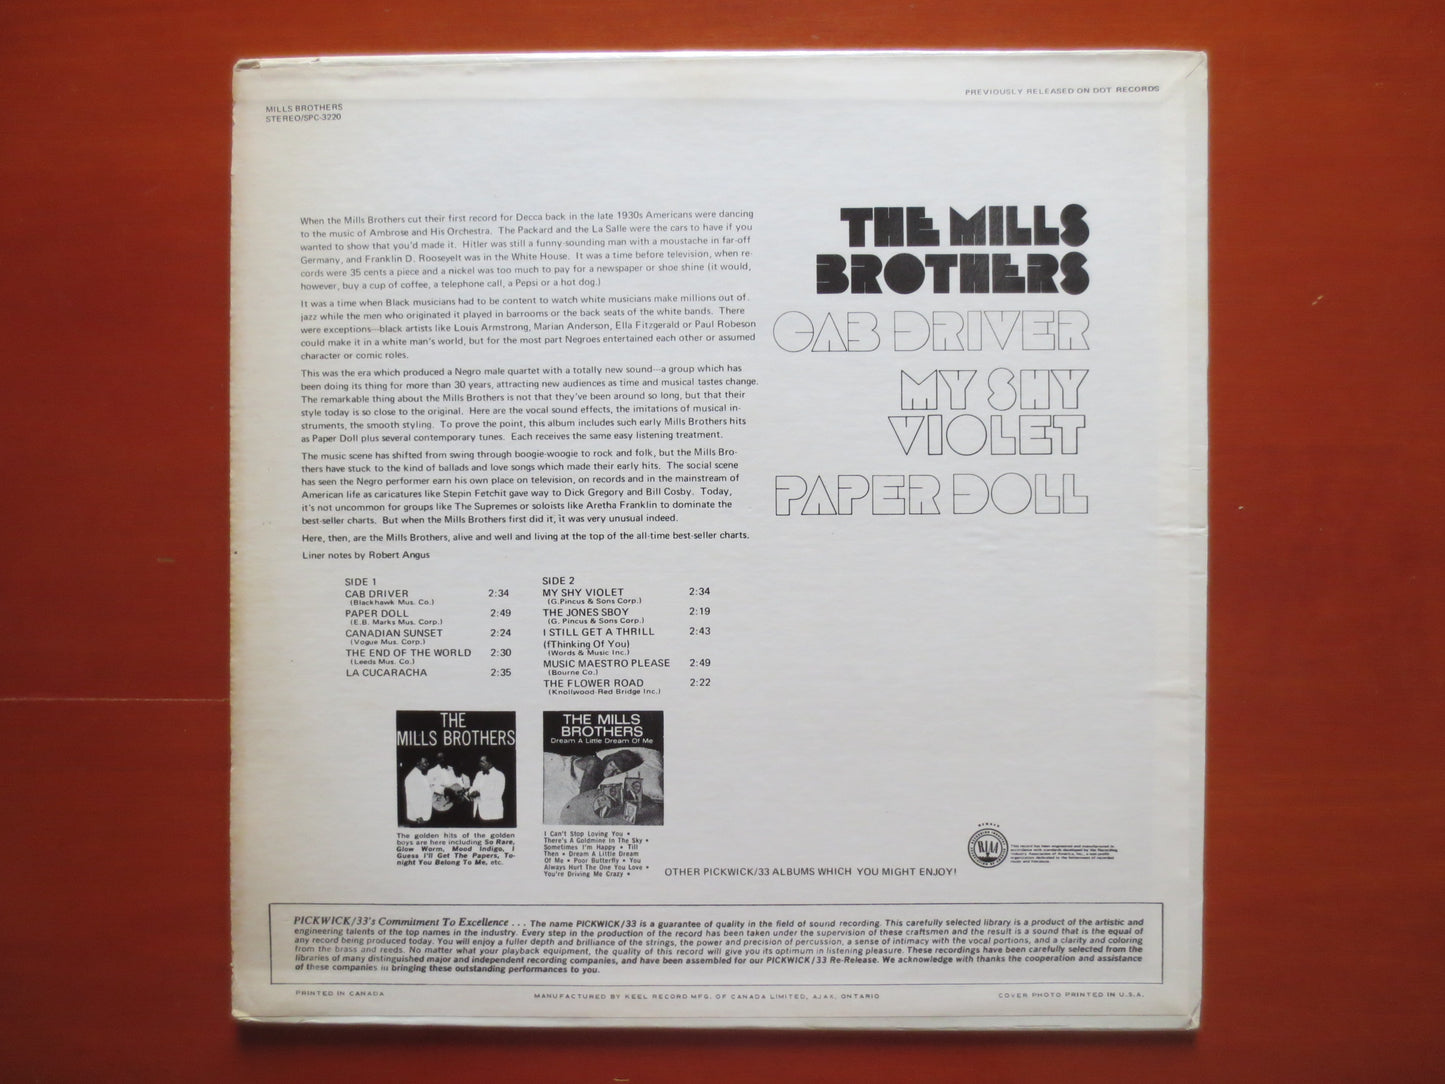 MILLS BROTHERS
STEREO/SPC-3220
PREVIOUSLY RELEASED ON DOT RECORDS
When the Mills Brothers cut their first record for Decca back in the late 1930s Americans were dancing
to the music of Ambrose and His Orchestra. The Packard and the La Salle were the cars to have if you
wanted to show that you'd made it. Hitler was still a funny-sounding man with a moustache in far-off
Germany, and Franklin D. Roosevelt was in the White House. It was a time before television, when re-
cords were 35 cents a piece and a nickel was too much to pay for a newspaper or shoe shine (it would,
however, buy a cup of coffee, a telephone call, a Pepsi or a hot dog.)
It was a time when Black musicians had to be content to watch white musicians make millions out of
jazz while the men who originated it played in barrooms or the back seats of the white bands. There
were exceptions---black artists like Louis Armstrong, Marian Anderson, Ella Fitzgerald or Paul Robeson
could make it in a white man's world, but for the most part Negroes entertained each other or assumed
character or comic roles.
This was the era which produced a Negro male quartet with a totally new sound---a group which has
been doing its thing for more than 30 years, attracting new audiences as time and musical tastes change.
The remarkable thing about the Mills Brothers is not that they've been around so long, but that their
style today is so close to the original. Here are the vocal sound effects, the imitations of musical in-
struments, the smooth styling. To prove the point, this album includes such early Mills Brothers hits
as Paper Doll plus several contemporary tunes. Each receives the same easy listening treatment.
The music scene has shifted from swing through boogie-woogie to rock and folk, but the Mills Bro-
thers have stuck to the kind of ballads and love songs which made their early hits. The social scene
has seen the Negro performer earn his own place on television, on records and in the mainstream of
American life as caricatures like Stepin Fetchit gave way to Dick Gregory and Bill Cosby. Today,
it's not uncommon for groups like The Supremes or soloists like Aretha Franklin to dominate the
best-seller charts. But when the Mills Brothers first did it, it was very unusual indeed.
Here, then, are the Mills Brothers, alive and well and living at the top of the all-time best-seller charts.
Liner notes by Robert Angus
THE MILLS
BROTHERS
CAB DRIVER
MY SHY
VIOLET
PAPER DOLL
SIDE 1
CAB DRIVER 2:34
(Blackhawk Mus. Co.)
PAPER DOLL 2:49
(E.B. Marks Mus. Corp.)
CANADIAN SUNSET 2:24
(Vogue Mus. Corp.)
THE END OF THE WORLD 2:30
(Leeds Mus. Co.)
LA CUCARACHA 2:35
SIDE 2
MY SHY VIOLET 2:34
(G.Pincus & Sons Corp.)
THE JONES BOY 2:19
(G. Pincus & Sons Corp.)
I STILL GET A THRILL 2:43
(fThinking Of You)
(Words & Music Inc.)
MUSIC MAESTRO PLEASE 2:49
(Bourne Co.)
THE FLOWER ROAD 2:22
(Knollwood-Red Bridge Inc.)
THE
MILLS BROTHERS
The golden hits of the golden
boys are here including So Rare,
Glow Worm, Mood Indigo, I
Guess I'll Get The Papers, To-
night You Belong To Me, etc.
THE MILLS
BROTHERS
Dream A Little Dream Of Me
I Can't Stop Loving You •
There's A Goldmine In The Sky •
Sometimes I'm Happy • Till
Then • Dream A Little Dream
Of Me • Poor Butterfly • You
Always Hurt The One You Love •
You're Driving Me Crazy •
OTHER PICKWICK/33 ALBUMS WHICH YOU MIGHT ENJOY!
MEMBER
RIAA
This record has been engineered and manufactured in
accordance with standards developed by the Recording
Industry Association of America, Inc., a non-profit
organization dedicated to the betterment of recorded
music and literature.
PICKWICK/33's Commitment To Excellence . . . The name PICKWICK/33 is a guarantee of quality in the field of sound recording. This carefully selected library is a product of the artistic and
engineering talents of the top names in the industry. Every step in the production of the record has been taken under the supervision of these craftsmen and the result is a sound that is the equal of
any record being produced today. You will enjoy a fuller depth and brilliance of the strings, the power and precision of percussion, a sense of intimacy with the vocal portions, and a clarity and coloring
from the brass and reeds. No matter what your playback equipment, the quality of this record will give you its optimum in listening pleasure. These recordings have been carefully selected from the
libraries of many distinguished major and independent recording companies, and have been assembled for our PICKWICK/33 Re-Release. We acknowledge with thanks the cooperation and assistance
of these companies in bringing these outstanding performances to you.
PRINTED IN CANADA
MANUFACTURED BY KEEL RECORD MFG. OF CANADA LIMITED, AJAX, ONTARIO
COVER PHOTO PRINTED IN U.S.A.